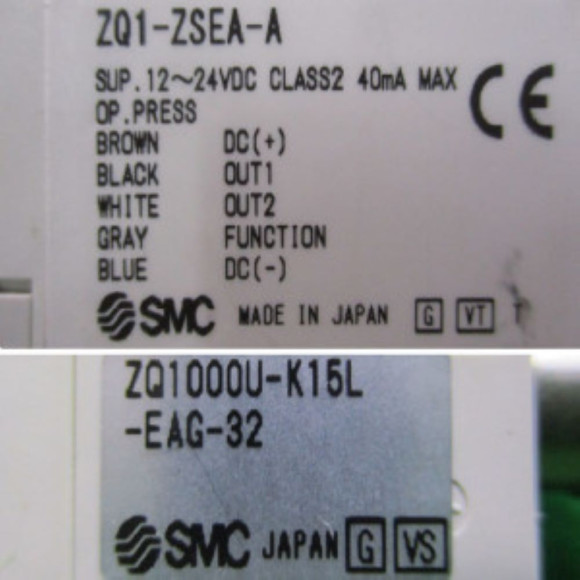 ZQ1-ZSEA-A
SUP.12～24VDC CLASS2 40mA MAX
CE
OP.PRESS
BROWN DC(+)
BLACK OUT1
WHITE OUT2
GRAY FUNCTION
BLUE DC(-)
SMC MADE IN JAPAN G VT
ZQ1000U-K15L
-EAG-32
SMC JAPAN G VS